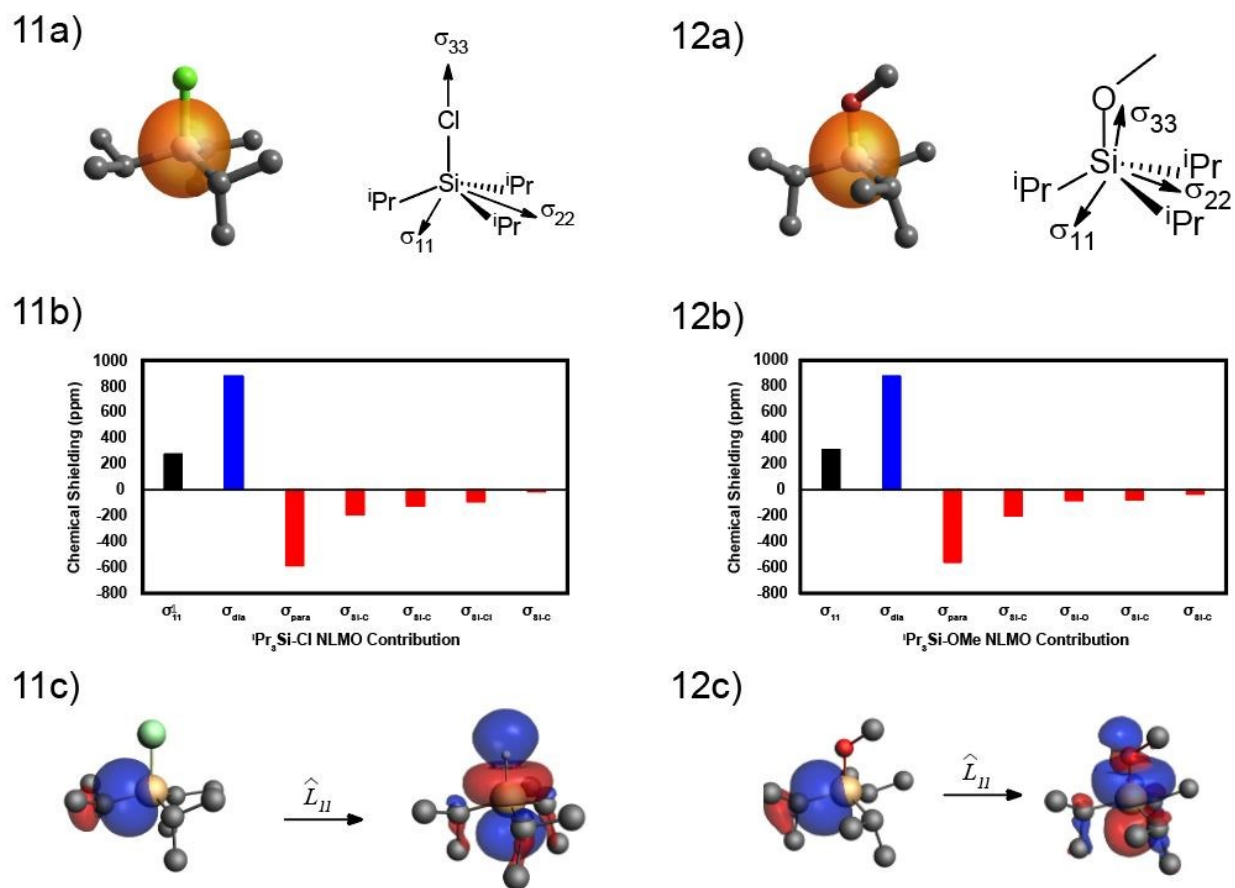 11a)
σ33
Cl
Si
iPr
iPr
iPr
σ11
σ22
12a)
O
σ33
Si
iPr
iPr
iPr
σ11
σ22
11b)
Chemical Shielding (ppm)
1000
800
600
400
200
0
-200
-400
-600
-800
σ11 σdia σpara σSi-C σSi-C σSi-Cl σSi-C
iPr3Si-Cl NLMO Contribution
12b)
Chemical Shielding (ppm)
1000
800
600
400
200
0
-200
-400
-600
-800
σ11 σdia σpara σSi-C σSi-O σSi-C σSi-C
iPr3Si-OMe NLMO Contribution
11c)
L̂11
12c)
L̂11